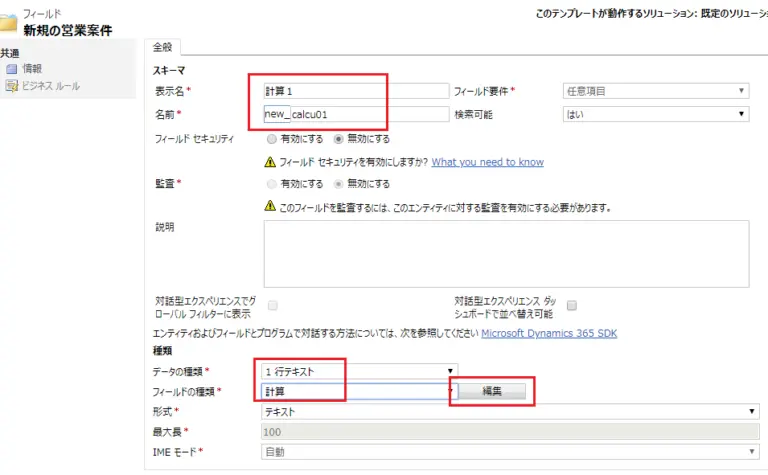 フィールド
新規の営業案件
このテンプレートが動作するソリューション: 既定のソリューショ
共通
情報
ビジネス ルール
全般
スキーマ
表示名* 計算1 フィールド要件* 任意項目
名前* new_ calcu01 検索可能 はい
フィールド セキュリティ 有効にする 無効にする
フィールド セキュリティを有効にしますか? What you need to know
監査* 有効にする 無効にする
このフィールドを監査するには、このエンティティに対する監査を有効にする必要があります。
説明
対話型エクスペリエンスでグ
ローバル フィルターに表示
対話型エクスペリエンス ダッ
シュボードで並べ替え可能
エンティティおよびフィールドとプログラムで対話する方法については、次を参照してください Microsoft Dynamics 365 SDK
種類
データの種類* 1 行テキスト
フィールドの種類* 計算 編集
形式* テキスト
最大長* 100
IME モード* 自動